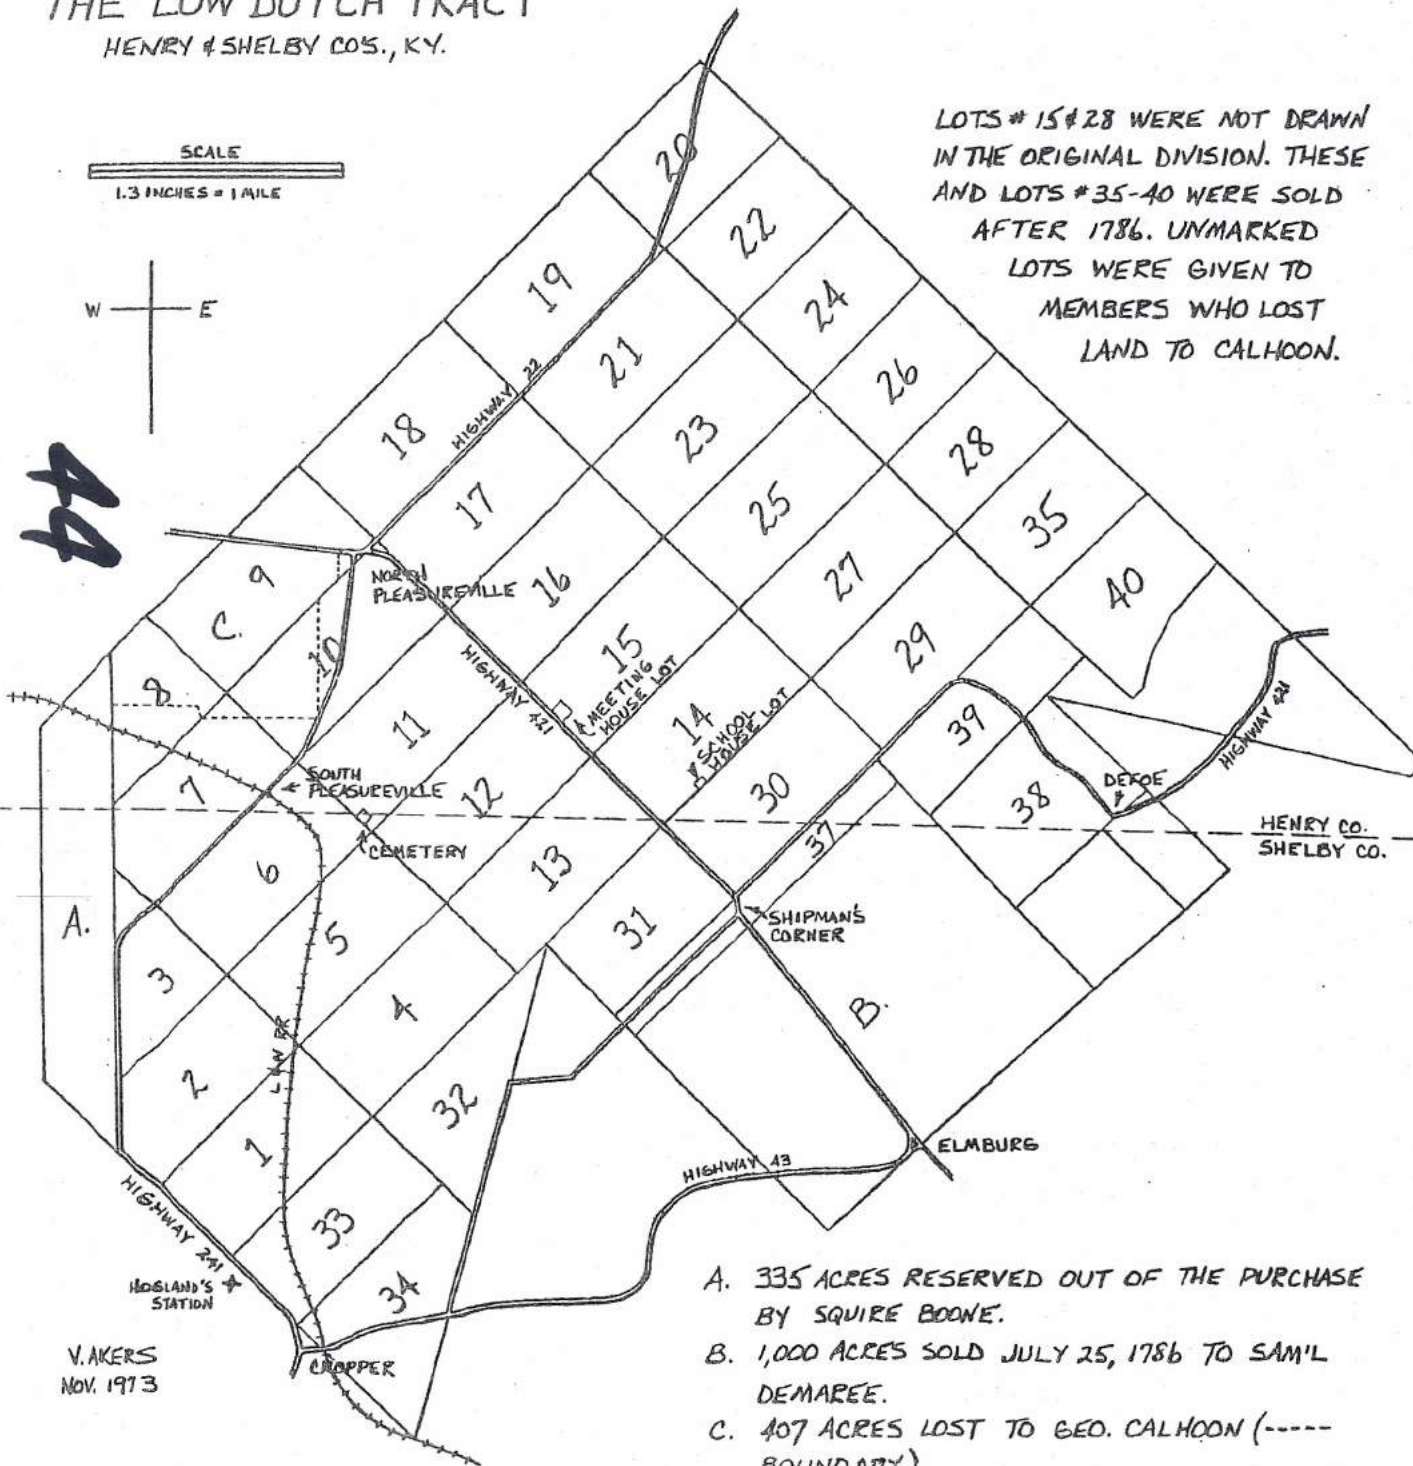 THE LOW DUTCH TRACT
HENRY & SHELBY CO'S., KY.
SCALE
1.3 INCHES = 1 MILE
W E
44
LOTS # 15 & 28 WERE NOT DRAWN
IN THE ORIGINAL DIVISION. THESE
AND LOTS # 35-40 WERE SOLD
AFTER 1786. UNMARKED
LOTS WERE GIVEN TO
MEMBERS WHO LOST
LAND TO CALHOON.
20
22
19
24
21
HIGHWAY 22
26
18
23
28
17
25
35
9
NORTH
PLEASUREVILLE
16
27
40
C.
10
15
MEETING
HOUSE LOT
29
8
HIGHWAY 421
11
14
SCHOOL
HOUSE LOT
39
HIGHWAY 421
7
SOUTH
PLEASUREVILLE
12
30
38
DEFOE
37
HENRY CO.
SHELBY CO.
CEMETERY
6
13
A.
5
31
SHIPMAN'S
CORNER
3
4
B.
2
L & N RR
32
1
ELMBURG
HIGHWAY 43
HIGHWAY 241
33
HOGLAND'S
STATION
34
CROPPER
V. AKERS
NOV. 1973
A. 335 ACRES RESERVED OUT OF THE PURCHASE
BY SQUIRE BOONE.
B. 1,000 ACRES SOLD JULY 25, 1786 TO SAM'L
DEMAREE.
C. 407 ACRES LOST TO GEO. CALHOON (-----
BOUNDARY)